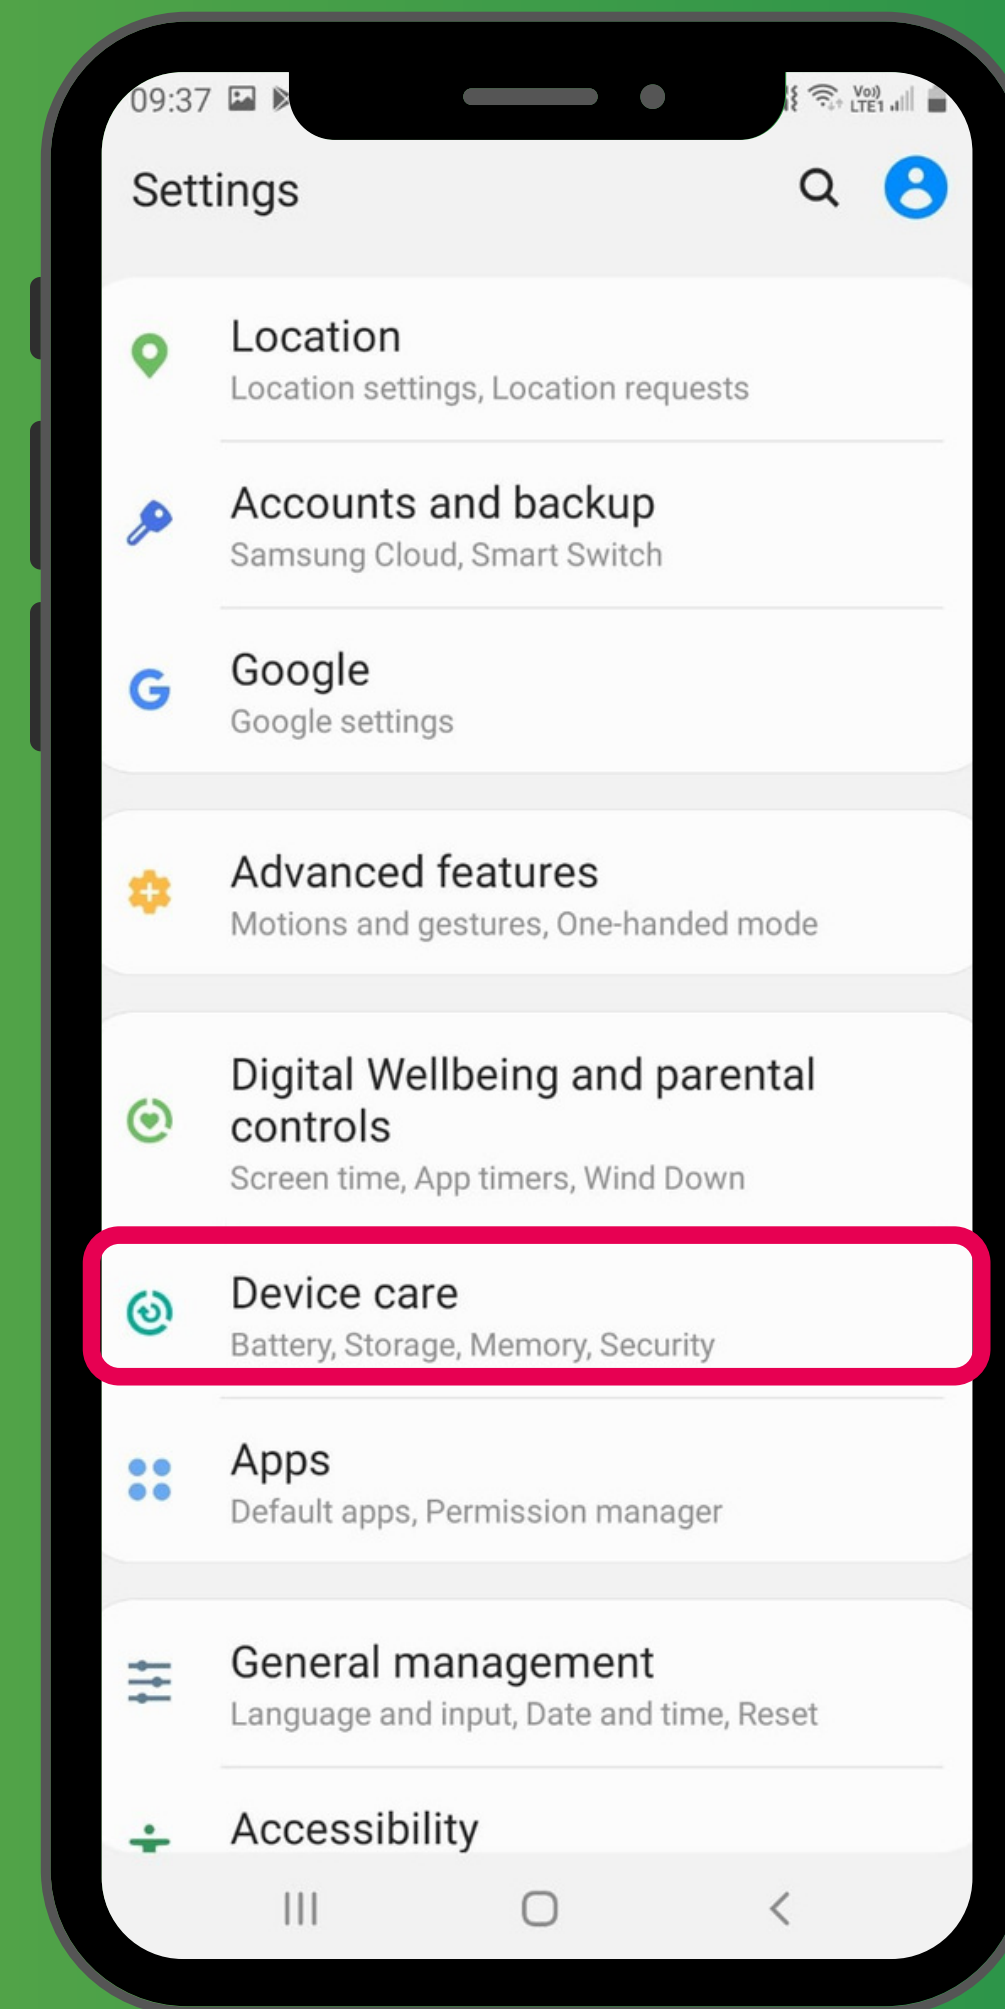 09:37
Vo))
LTE1
Settings
Location
Location settings, Location requests
Accounts and backup
Samsung Cloud, Smart Switch
G
Google
Google settings
Advanced features
Motions and gestures, One-handed mode
Digital Wellbeing and parental
controls
Screen time, App timers, Wind Down
Device care
Battery, Storage, Memory, Security
Apps
Default apps, Permission manager
General management
Language and input, Date and time, Reset
Accessibility